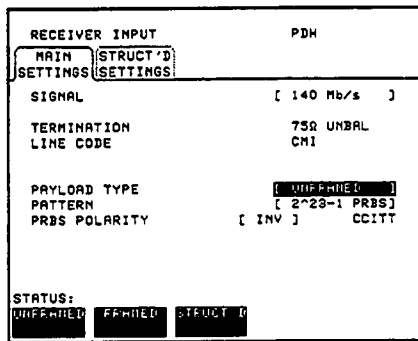 RECEIVER INPUT PDH
MAIN SETTINGS STRUCT'D SETTINGS
SIGNAL [ 140 Mb/s ]
TERMINATION 75Ω UNBAL
LINE CODE CMI
PAYLOAD TYPE [ UNFRAMED ]
PATTERN [ 2^23-1 PRBS]
PRBS POLARITY [ INV ] CCITT
STATUS:
UNFRAMED FRAMED STRUCT'D